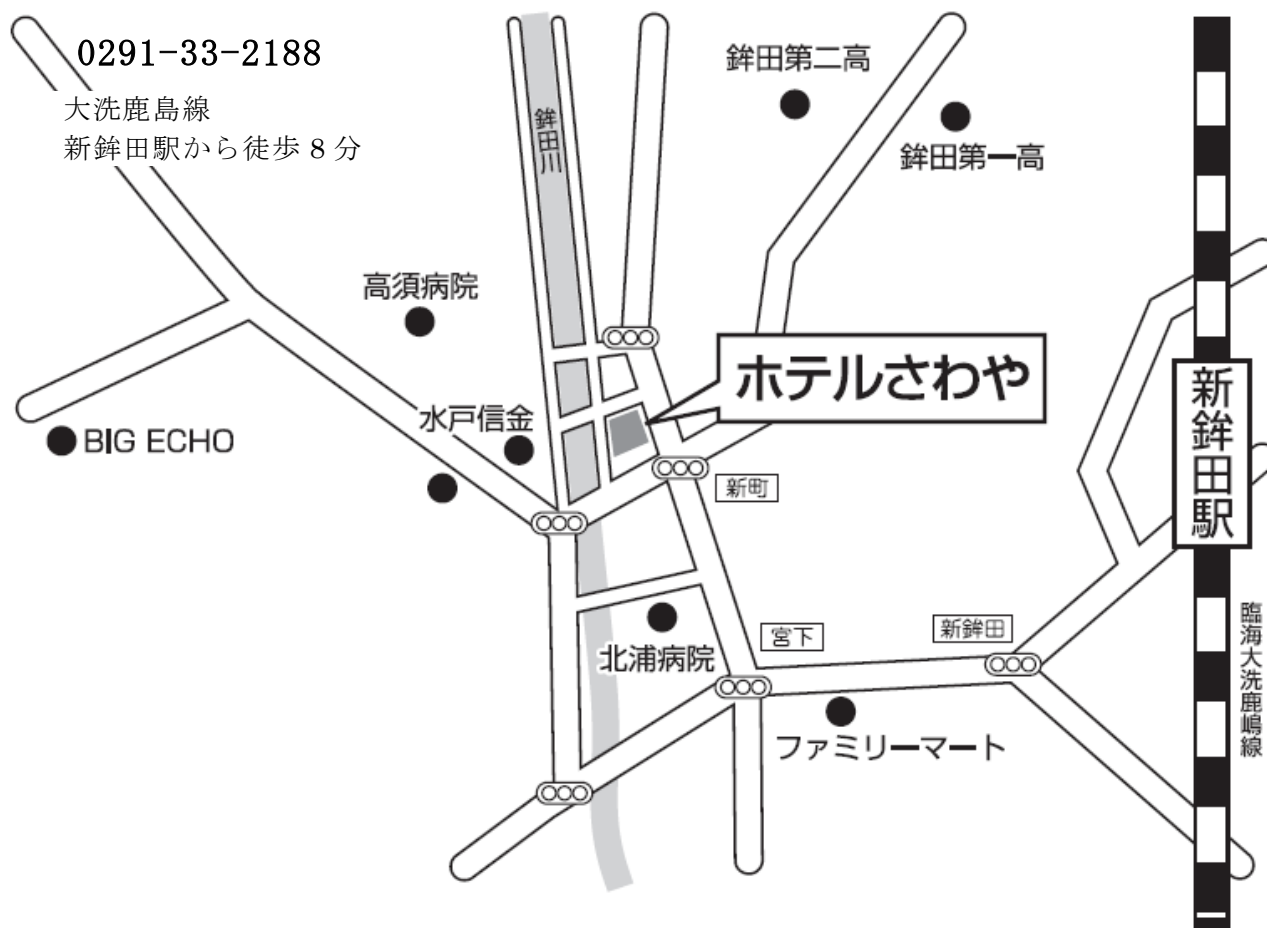 0291-33-2188
大洗鹿島線
新鉾田駅から徒歩 8 分
鉾田川
鉾田第二高
鉾田第一高
高須病院
ホテルさわや
水戸信金
BIG ECHO
新町
新鉾田駅
北浦病院
宮下
新鉾田
ファミリーマート
臨海大洗鹿嶋線